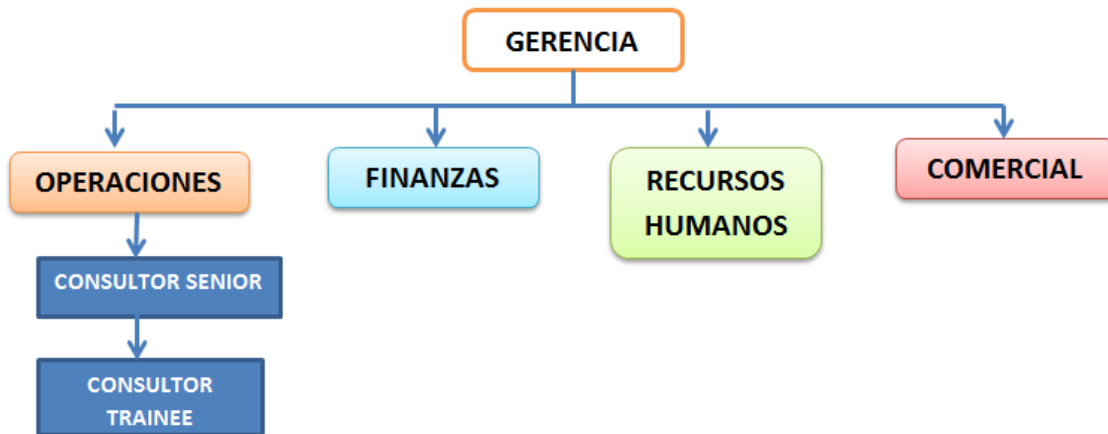 GERENCIA
OPERACIONES
FINANZAS
RECURSOS
HUMANOS
COMERCIAL
CONSULTOR SENIOR
CONSULTOR
TRAINEE